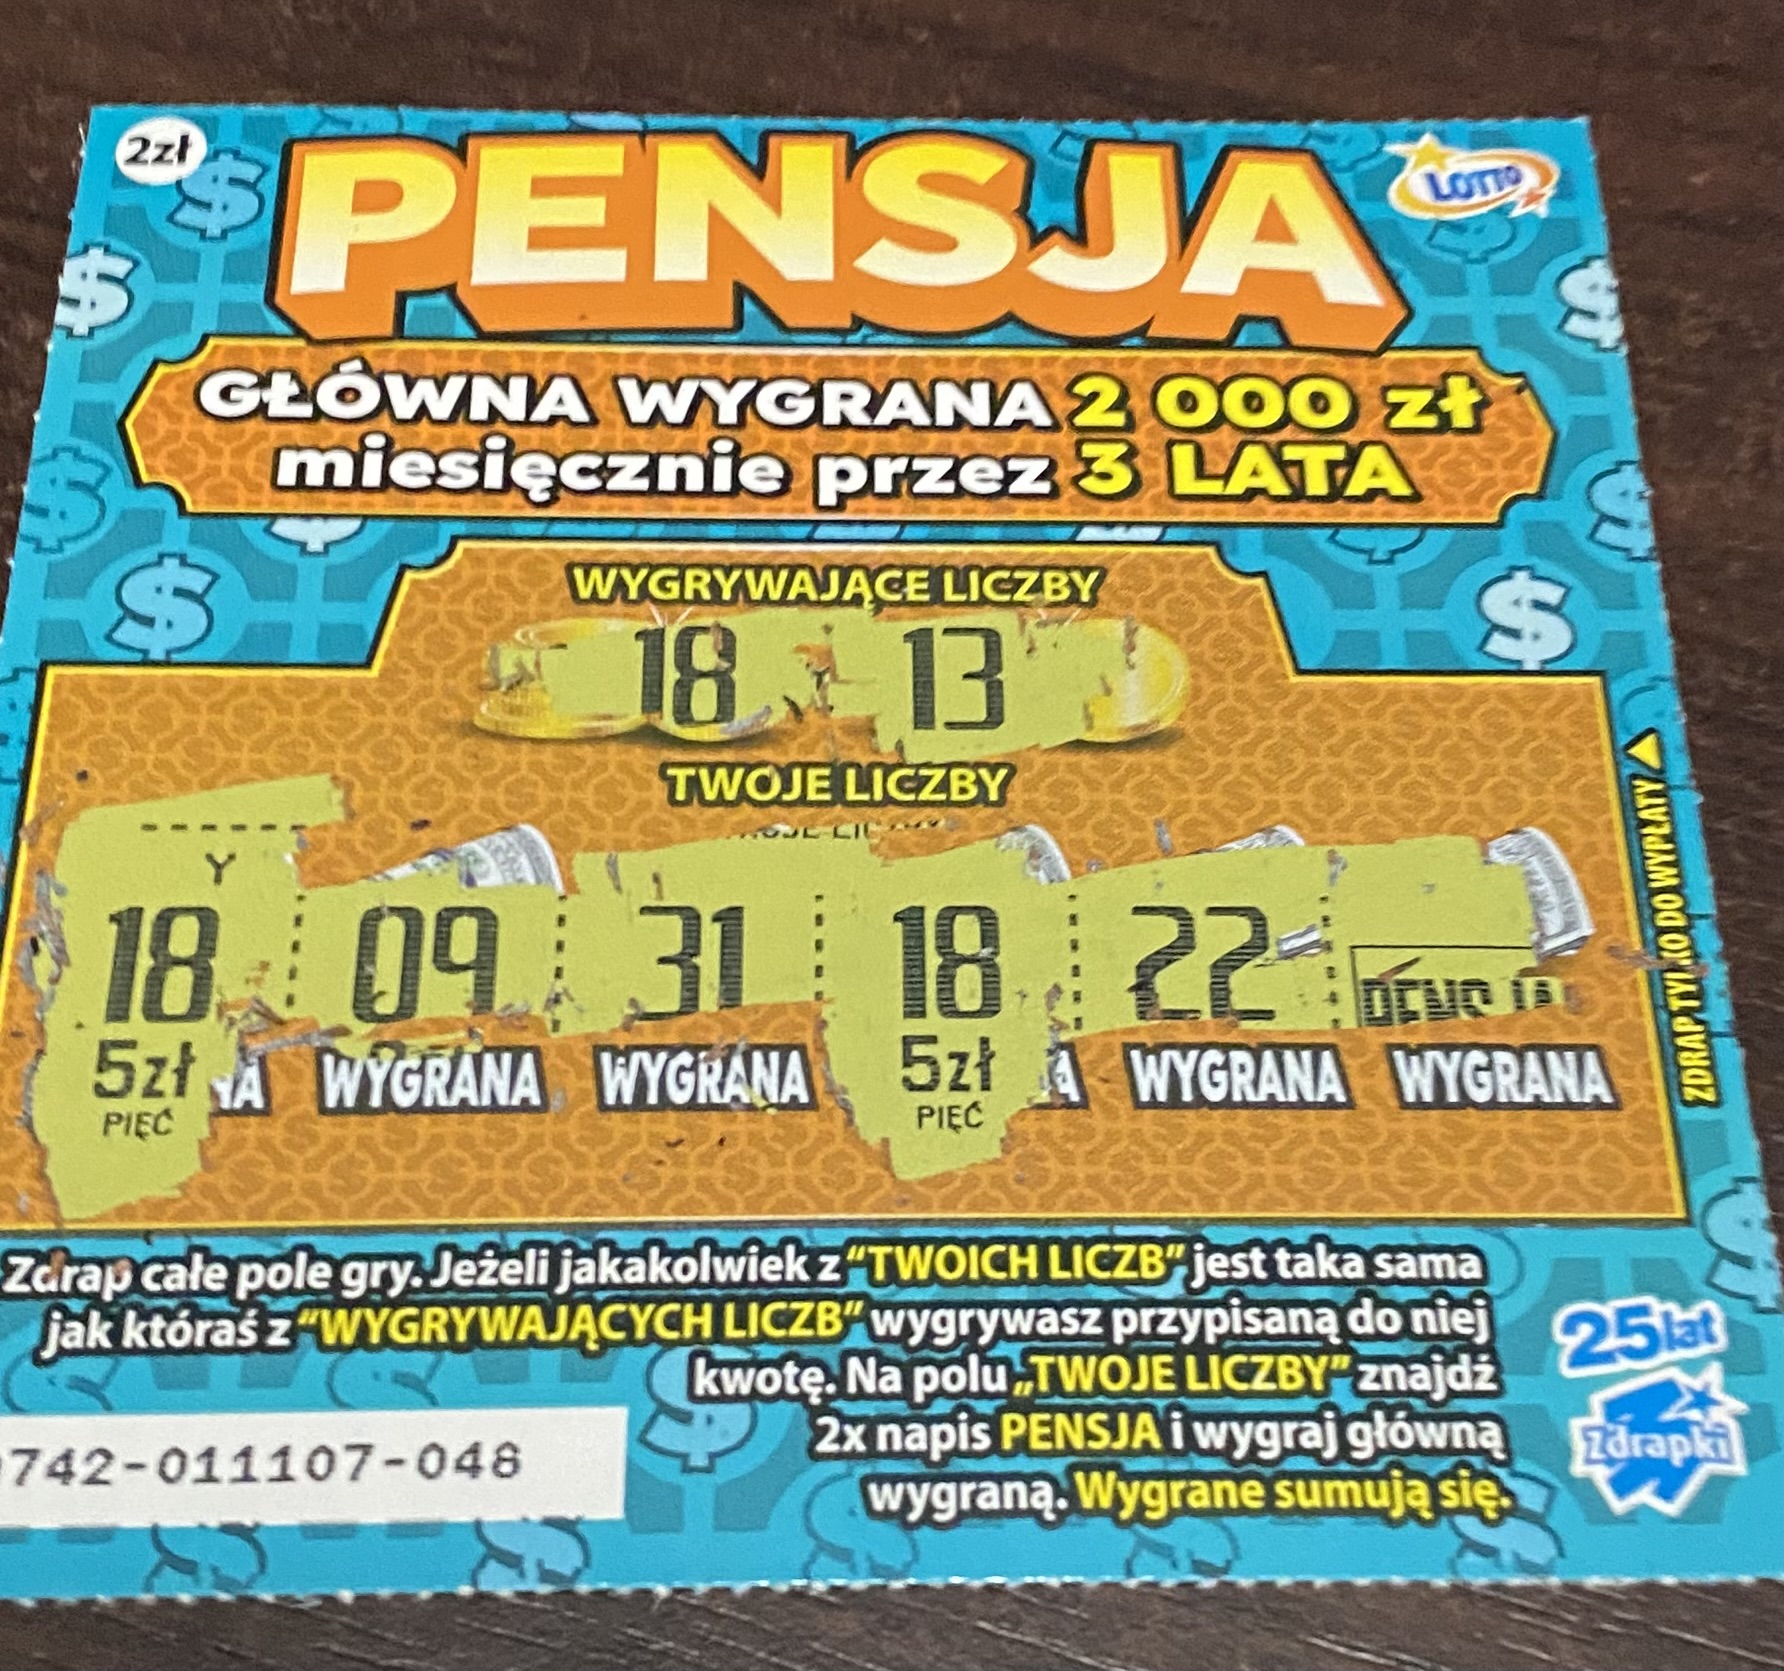 2zł
PENSJA
LOTTO
GŁÓWNA WYGRANA 2 000 zł
miesięcznie przez 3 LATA
WYGRYWAJĄCE LICZBY
18 13
TWOJE LICZBY
Y
18 09 31 18 22 PENSJA
5zł WYGRANA WYGRANA 5zł WYGRANA WYGRANA
PIĘĆ PIĘĆ
ZDRAP TYLKO DO WYPŁATY
Zdrap całe pole gry. Jeżeli jakakolwiek z "TWOICH LICZB" jest taka sama
jak któraś z "WYGRYWAJĄCYCH LICZB" wygrywasz przypisaną do niej
kwotę. Na polu „TWOJE LICZBY” znajdź
2x napis PENSJA i wygraj główną
wygraną. Wygrane sumują się.
25 lat
Zdrapki
742-011107-048